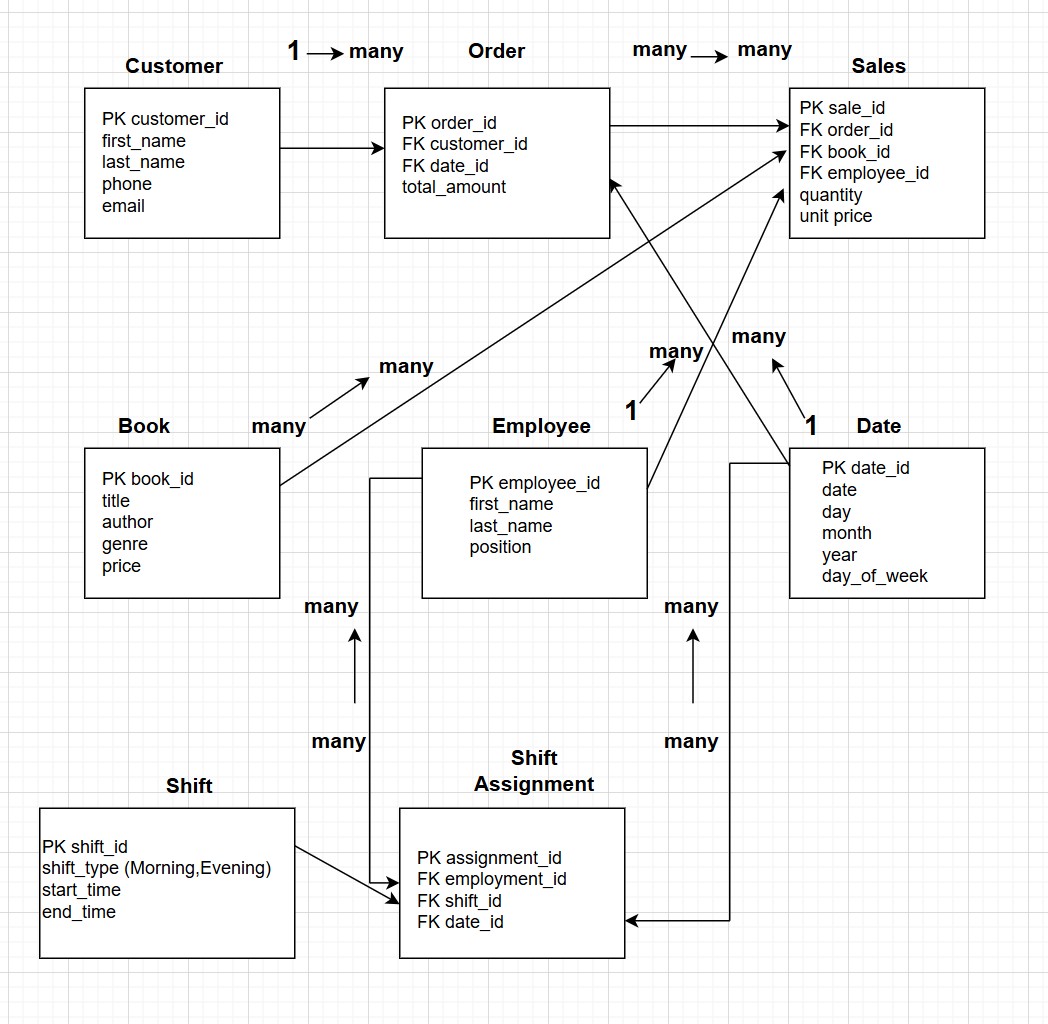 1 many
Order
many many
Customer
Sales
PK customer_id
first_name
last_name
phone
email
PK order_id
FK customer_id
FK date_id
total_amount
PK sale_id
FK order_id
FK book_id
FK employee_id
quantity
unit price
many
many
many
1
1
Book
many
Employee
Date
PK book_id
title
author
genre
price
PK employee_id
first_name
last_name
position
PK date_id
date
day
month
year
day_of_week
many
many
many
many
Shift
Shift
Assignment
PK shift_id
shift_type (Morning,Evening)
start_time
end_time
PK assignment_id
FK employment_id
FK shift_id
FK date_id